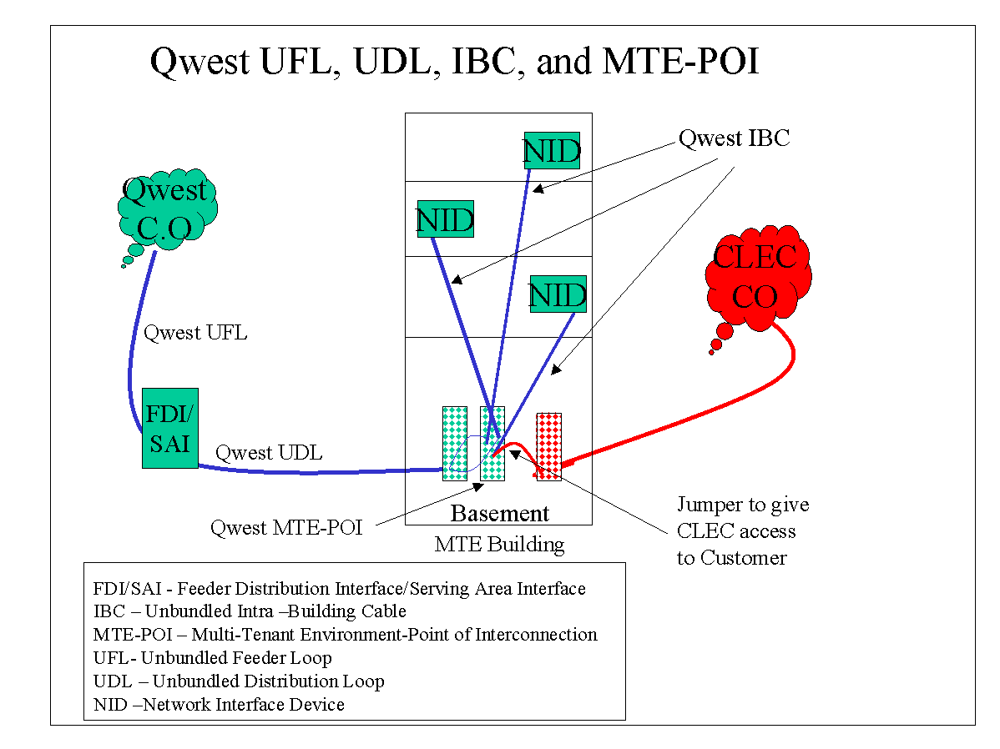 Qwest UFL, UDL, IBC, and MTE-POI
NID
Qwest IBC
Qwest
C.O
NID
CLEC
CO
NID
Qwest UFL
FDI/
SAI
Qwest UDL
Basement
MTE Building
Qwest MTE-POI
Jumper to give
CLEC access
to Customer
FDI/SAI - Feeder Distribution Interface/Serving Area Interface
IBC – Unbundled Intra –Building Cable
MTE-POI – Multi-Tenant Environment-Point of Interconnection
UFL- Unbundled Feeder Loop
UDL – Unbundled Distribution Loop
NID –Network Interface Device